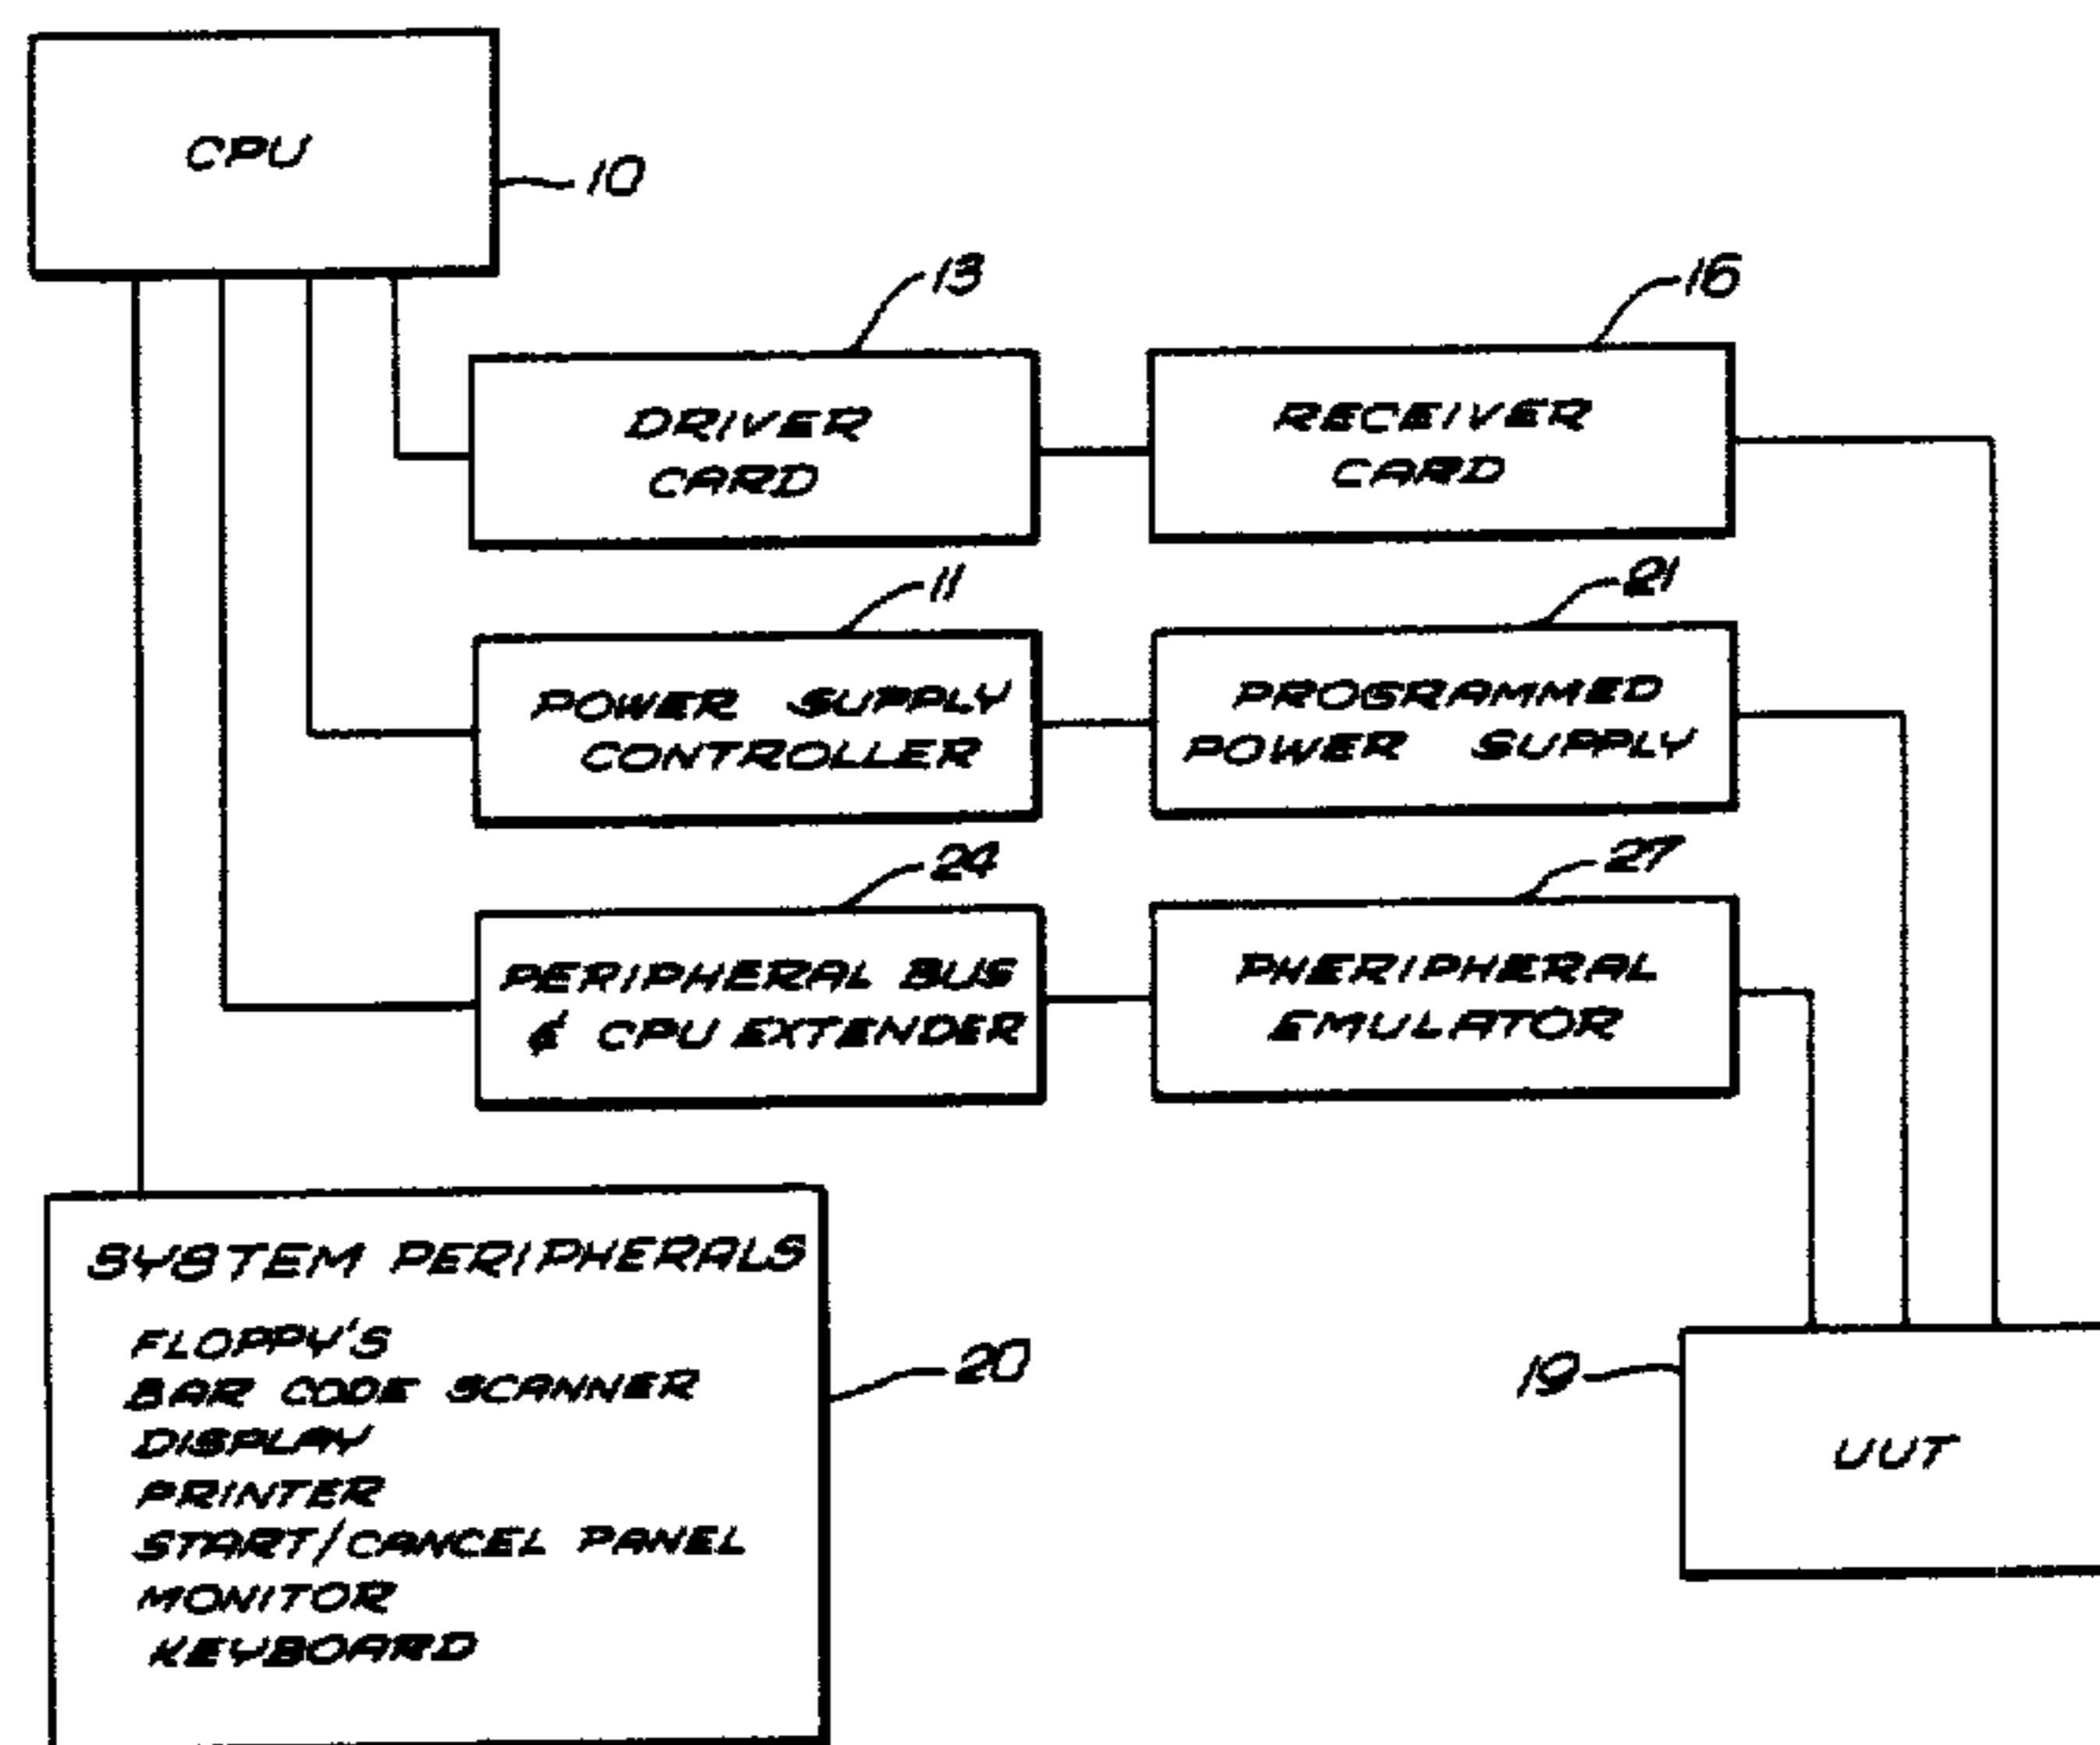 CPU
10
13
16
DRIVER
CARD
RECEIVER
CARD
11
21
POWER SUPPLY
CONTROLLER
PROGRAMMED
POWER SUPPLY
24
27
PERIPHERAL BUS
& CPU EXTENDER
PHERIPHERAL
EMULATOR
SYSTEM PERIPHERALS
FLOPPY'S
BAR CODE SCANNER
DISPLAY
PRINTER
START/CANCEL PANEL
MONITOR
KEYBOARD
20
19
UUT